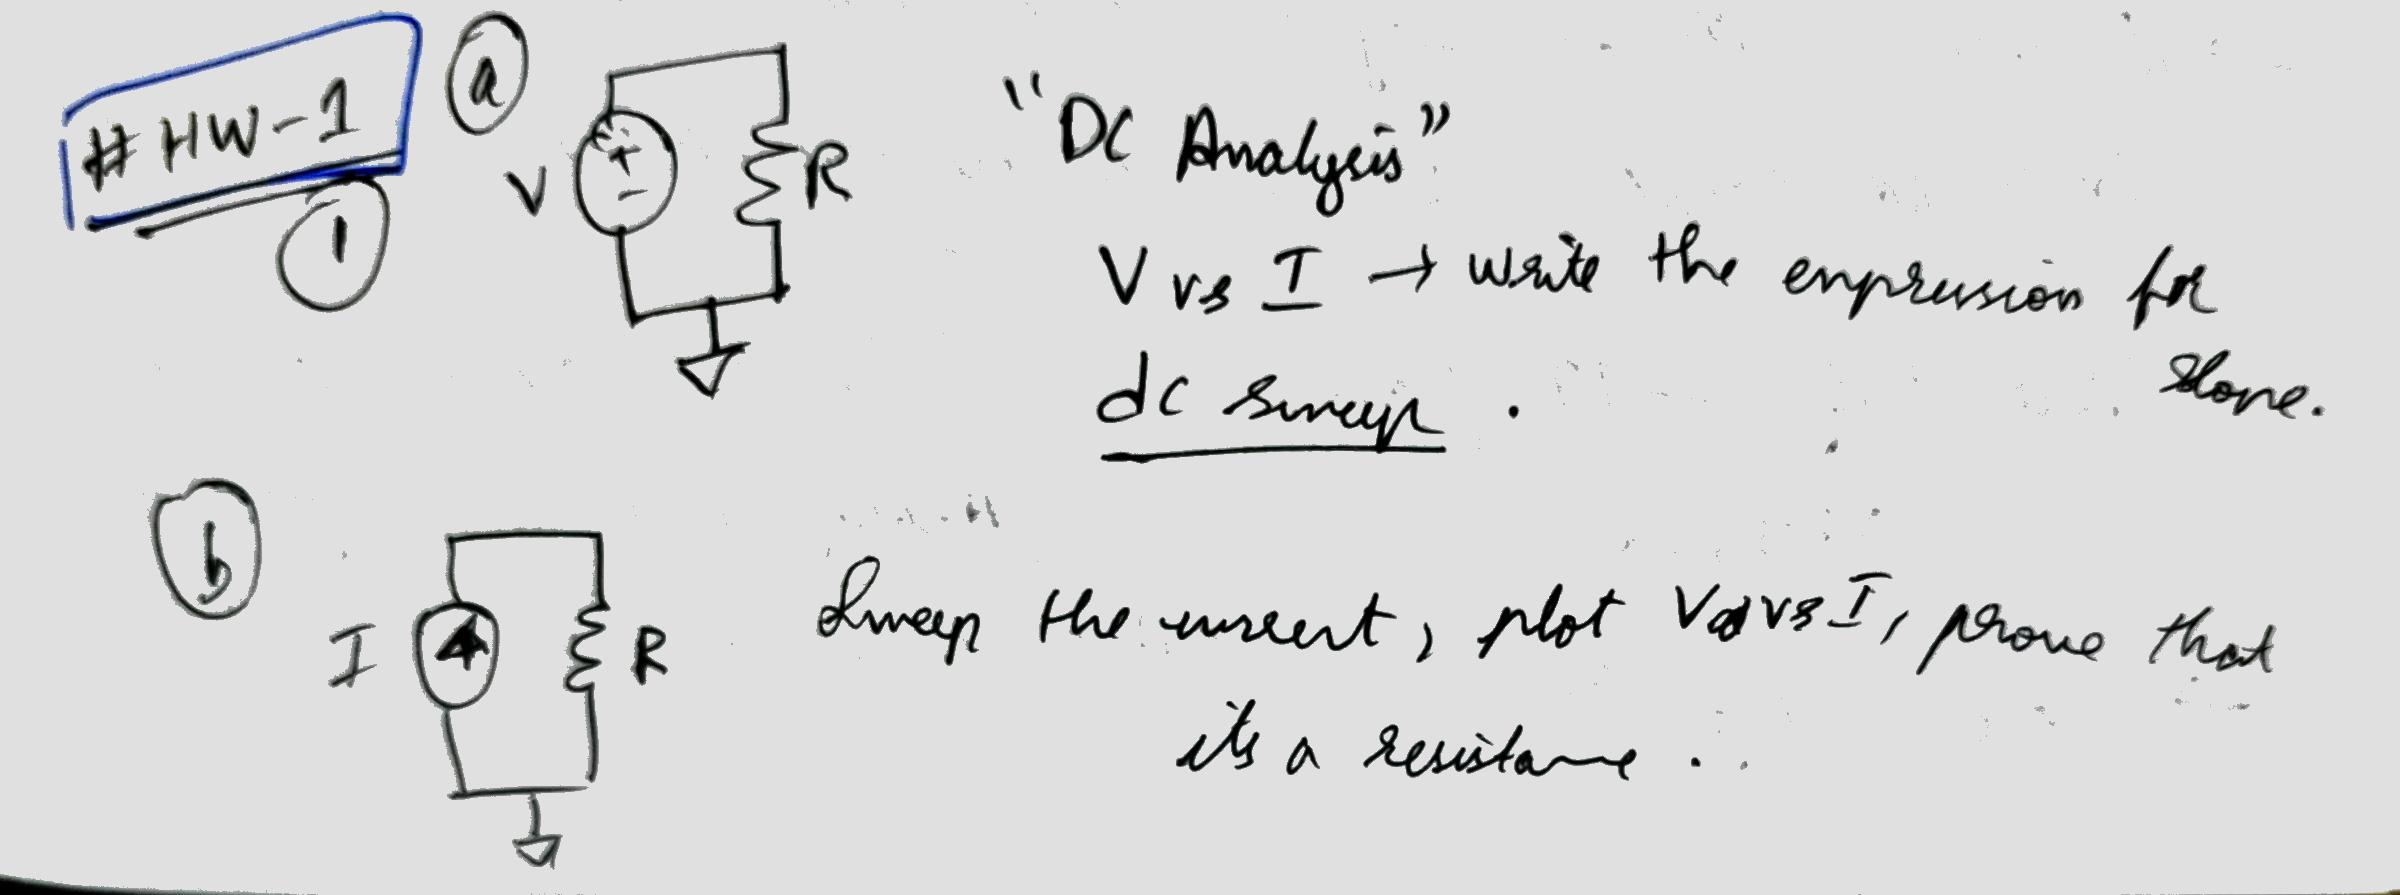 # HW-1
1
a
V
+
-
R
"DC Analysis"
V vs I → write the expression for
slope.
dc sweep .
b
I
R
Sweep the current, plot V vs I, prove that
its a resistance .